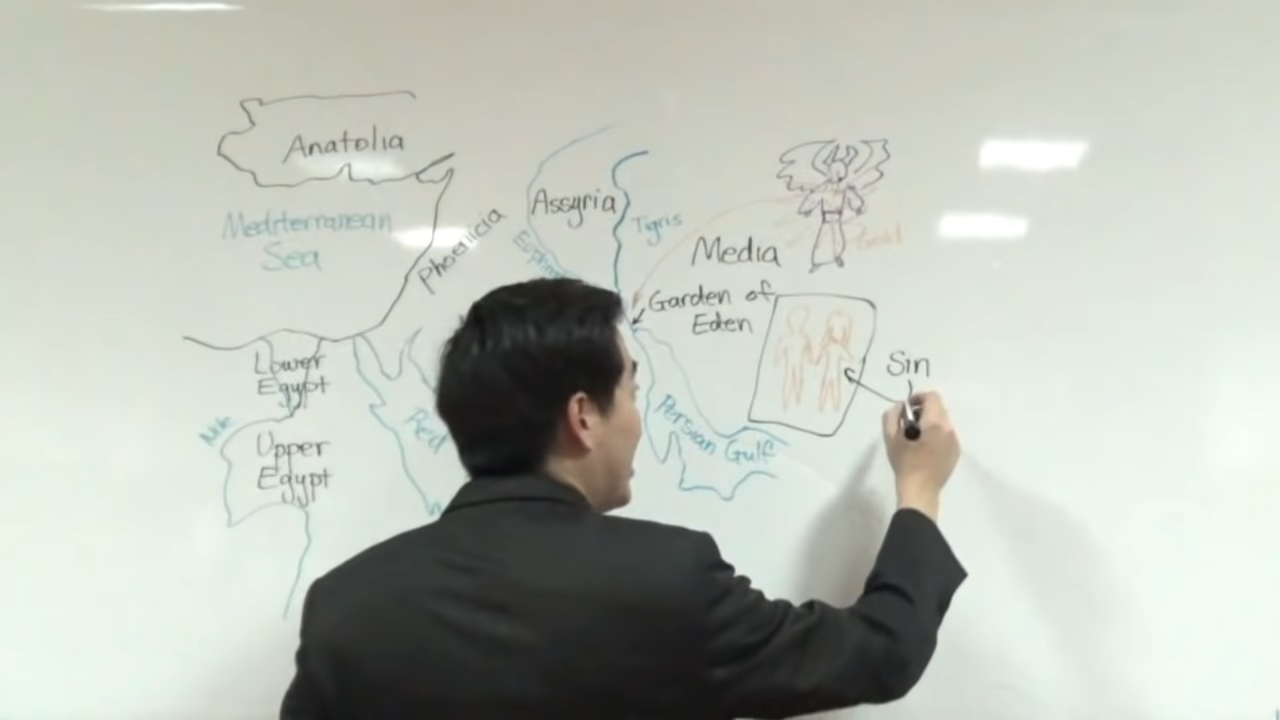 Anatolia
Mediterranean
Sea
Phoenicia
Assyria
Tigris
Media
Garden of
Eden
Sin
Lower
Egypt
Nile
Upper
Egypt
Red
Persian Gulf